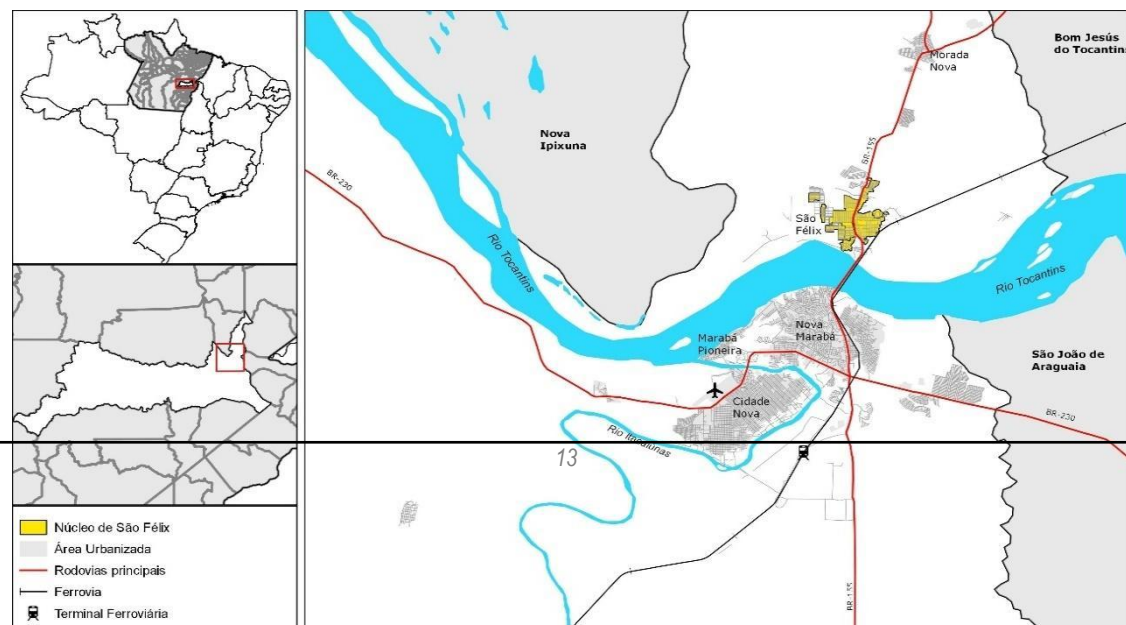 Morada
Nova
Bom Jesús
do Tocantins
Nova
Ipixuna
BR-155
BR-230
São
Félix
Rio Tocantins
Rio Tocantins
Nova
Marabá
Marabá
Pioneira
São João de
Araguaia
Cidade
Nova
BR-230
Rio Itacaiunas
13
BR-155
Núcleo de São Félix
Área Urbanizada
Rodovias principais
Ferrovia
Terminal Ferroviária